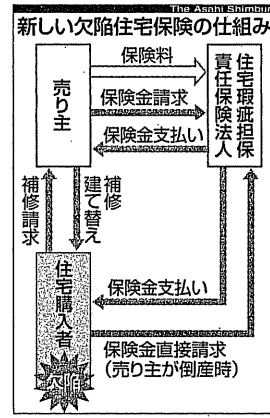 The Asahi Shimbun
新しい欠陥住宅保険の仕組み
保険料
売り主
保険金請求
保険金支払い
住宅瑕疵担保
責任保険法人
補修請求
補修
建て替え
住宅購入者
保険金支払い
保険金直接請求
(売り主が倒産時)
欠陥